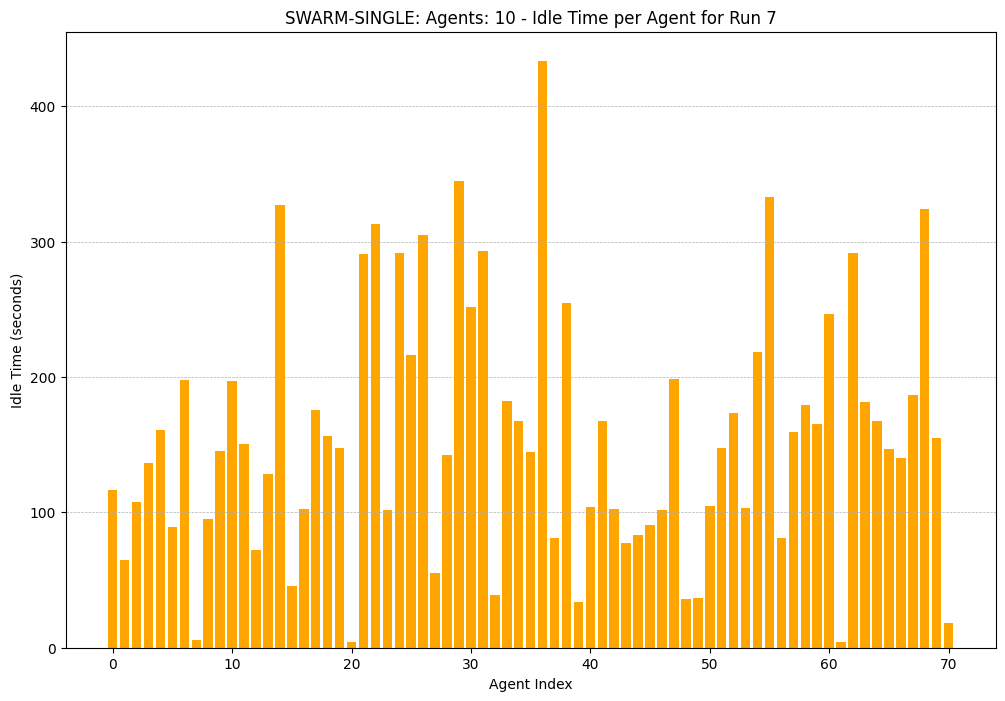 SWARM-SINGLE: Agents: 10 - Idle Time per Agent for Run 7
400
300
200
100
0
Idle Time (seconds)
0 10 20 30 40 50 60 70
Agent Index